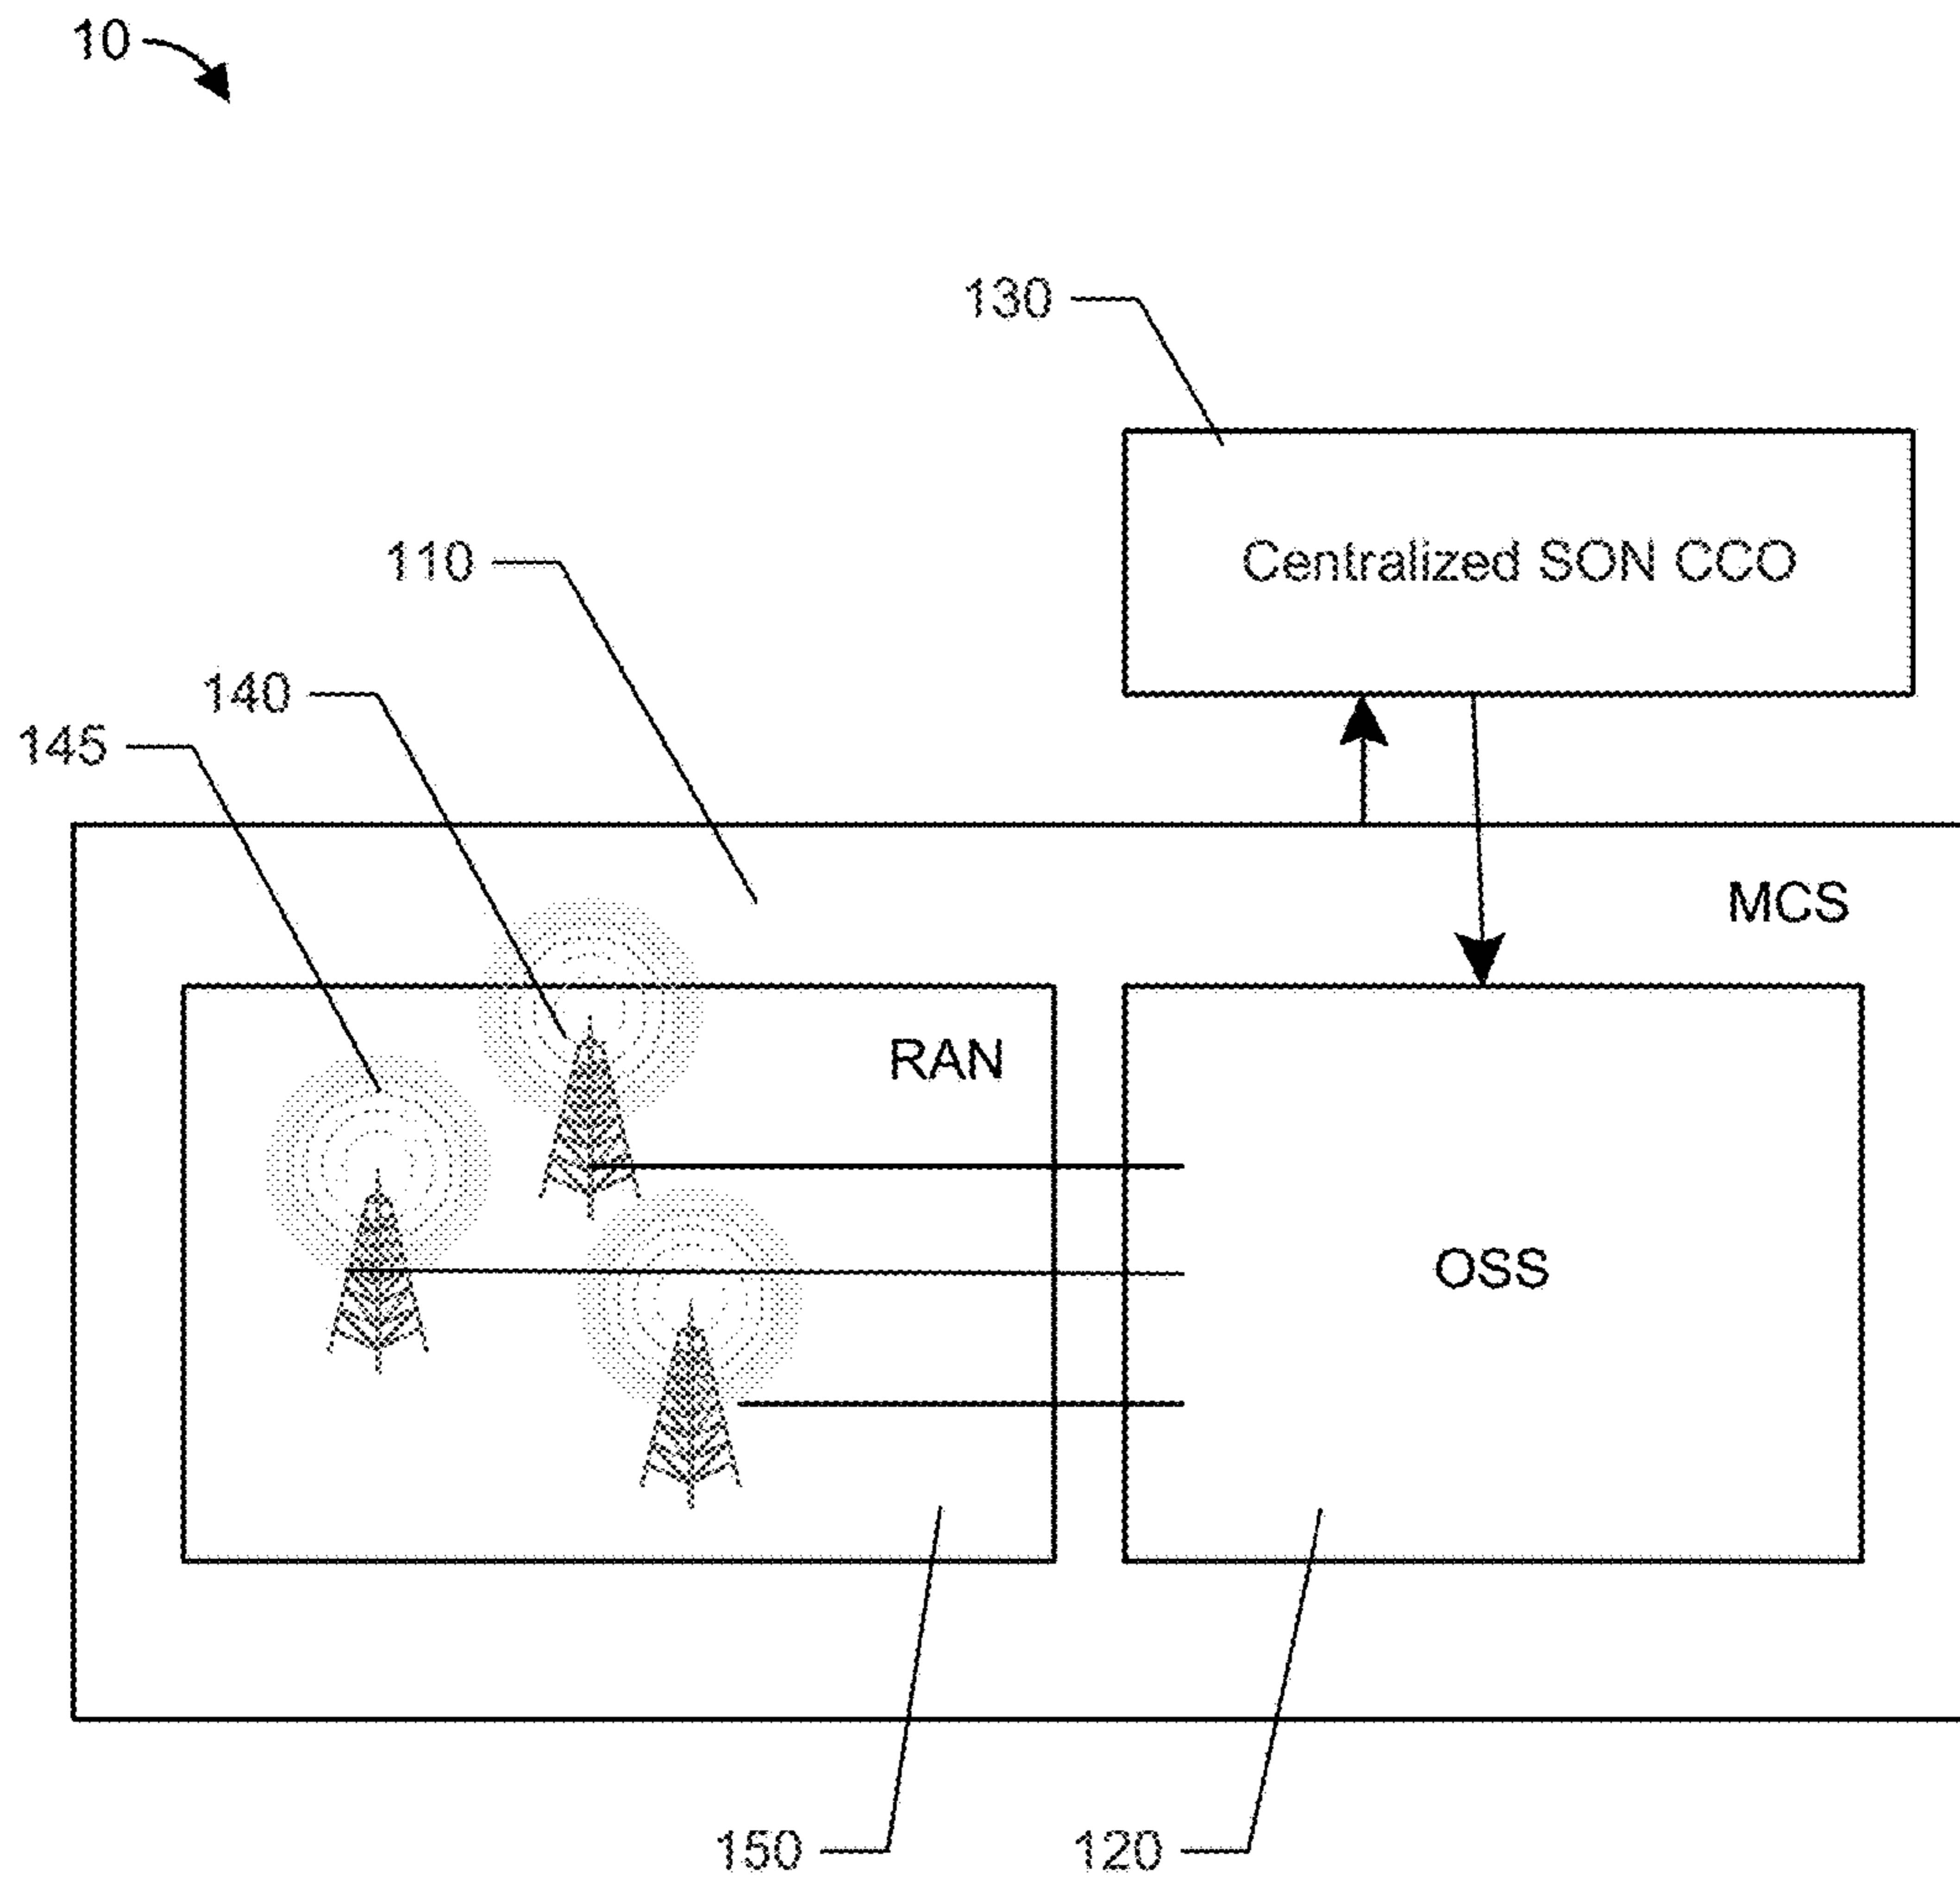 10
130
Centralized SON CCO
110
140
145
MCS
RAN
OSS
150
120